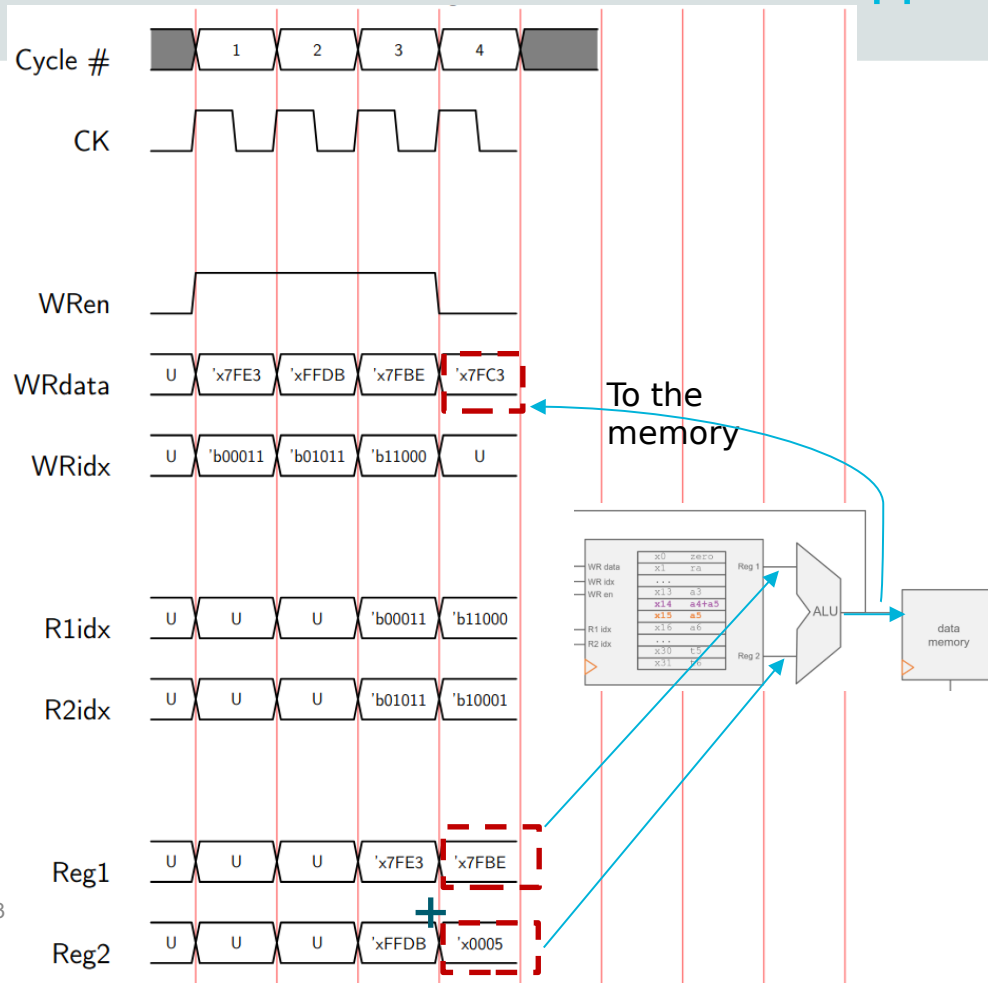 Cycle # 1 2 3 4
CK
WRen
WRdata U 'x7FE3 'xFFDB 'x7FBE 'x7FC3
To the
memory
WRidx U 'b00011 'b01011 'b11000 U
R1idx U U U 'b00011 'b11000
R2idx U U U 'b01011 'b10001
WR data
WR idx
WR en
R1 idx
R2 idx
x0 zero
x1 ra
...
x13 a3
x14 a4+a5
x15 a5
x16 a6
...
x30 t5
x31 t6
Reg 1
Reg 2
ALU
data
memory
Reg1 U U U 'x7FE3 'x7FBE
+
Reg2 U U U 'xFFDB 'x0005